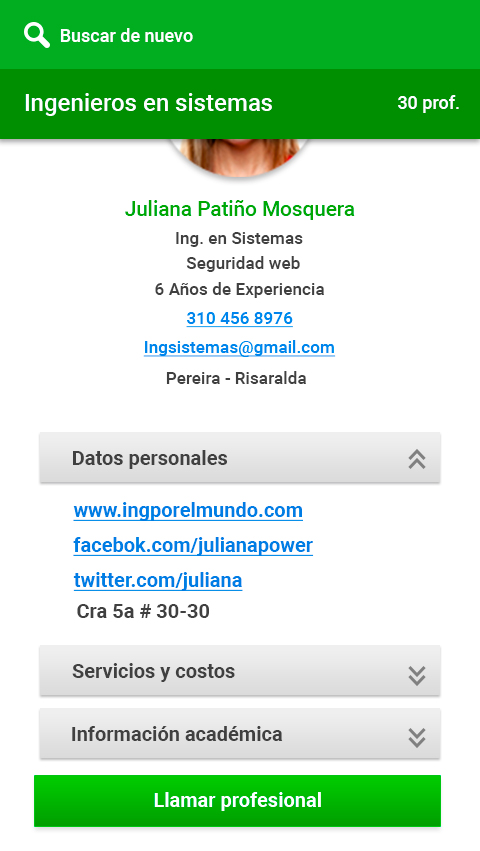 Buscar de nuevo
Ingenieros en sistemas 30 prof.
Juliana Patiño Mosquera
Ing. en Sistemas
Seguridad web
6 Años de Experiencia
310 456 8976
Ingsistemas@gmail.com
Pereira - Risaralda
Datos personales
www.ingporelmundo.com
facebok.com/julianapower
twitter.com/juliana
Cra 5a # 30-30
Servicios y costos
Información académica
Llamar profesional